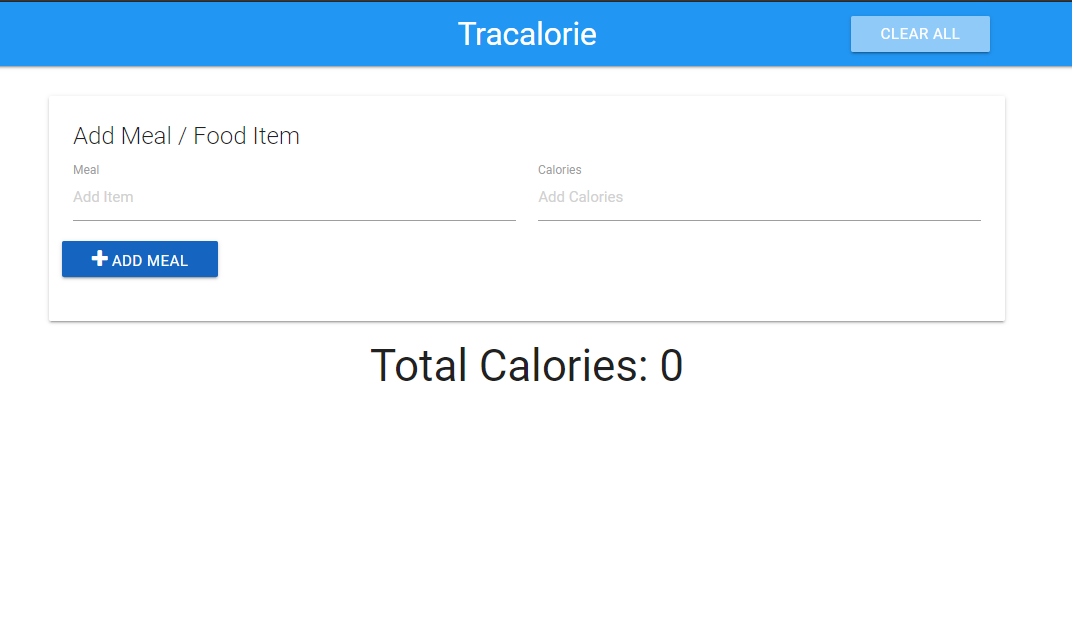 Tracalorie
CLEAR ALL
Add Meal / Food Item
Meal
Calories
Add Item
Add Calories
ADD MEAL
Total Calories: 0